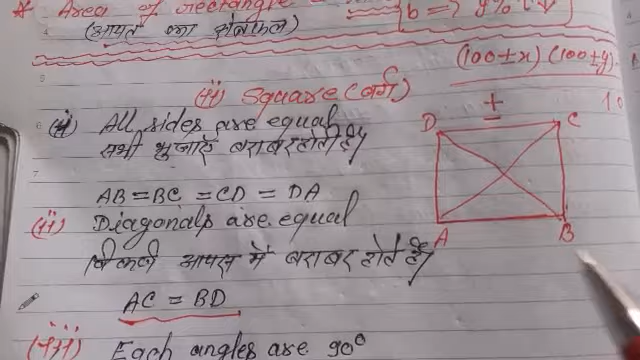 * Area of rectangle
b => y% ↑↓
(आयत का क्षेत्रफल)
(100±x) (100±y)
(ii) Square (वर्ग)
(i) All sides are equal
सभी भुजाएँ बराबर होती हैं
AB = BC = CD = DA
(ii) Diagonals are equal
विकर्ण आपस में बराबर होते हैं
AC = BD
(iii) Each angles are 90°
±
D C
A B
10